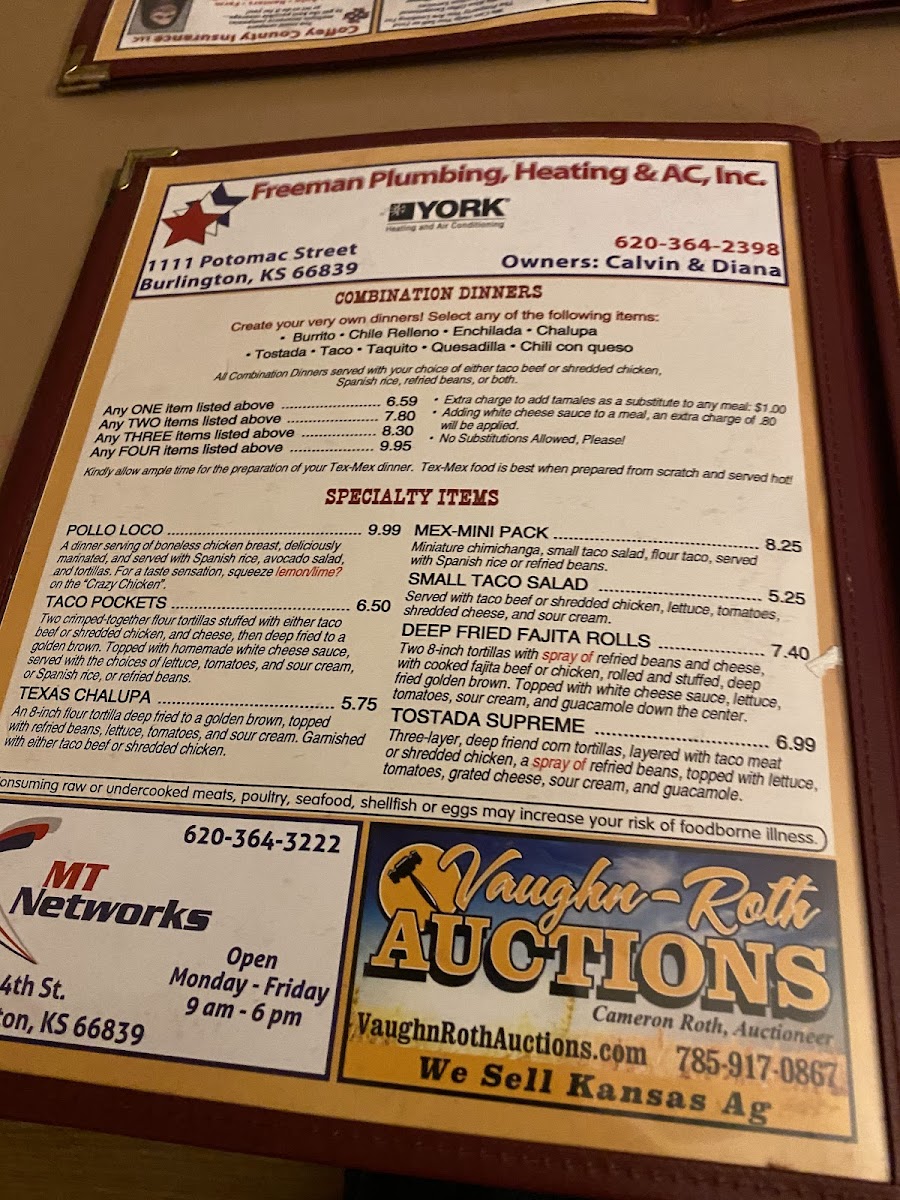 Coffey County Insurance LLC
Freeman Plumbing, Heating & AC, Inc.
YORK
Heating and Air Conditioning
1111 Potomac Street
Burlington, KS 66839
620-364-2398
Owners: Calvin & Diana
COMBINATION DINNERS
Create your very own dinners! Select any of the following items:
• Burrito • Chile Relleno • Enchilada • Chalupa
• Tostada • Taco • Taquito • Quesadilla • Chili con queso
All Combination Dinners served with your choice of either taco beef or shredded chicken,
Spanish rice, refried beans, or both.
Any ONE item listed above ........................ 6.59
Any TWO items listed above ...................... 7.80
Any THREE items listed above .................. 8.30
Any FOUR items listed above .................... 9.95
• Extra charge to add tamales as a substitute to any meal: $1.00
• Adding white cheese sauce to a meal, an extra charge of .80
will be applied.
• No Substitutions Allowed, Please!
Kindly allow ample time for the preparation of your Tex-Mex dinner. Tex-Mex food is best when prepared from scratch and served hot!
SPECIALTY ITEMS
POLLO LOCO ........................................ 9.99
A dinner serving of boneless chicken breast, deliciously
marinated, and served with Spanish rice, avocado salad,
and tortillas. For a taste sensation, squeeze lemon/lime?
on the "Crazy Chicken".
TACO POCKETS ..................................... 6.50
Two crimped-together flour tortillas stuffed with either taco
beef or shredded chicken, and cheese, then deep fried to a
golden brown. Topped with homemade white cheese sauce,
served with the choices of lettuce, tomatoes, and sour cream,
or Spanish rice, or refried beans.
TEXAS CHALUPA ................................... 5.75
An 8-inch flour tortilla deep fried to a golden brown, topped
with refried beans, lettuce, tomatoes, and sour cream. Garnished
with either taco beef or shredded chicken.
MEX-MINI PACK ........................................ 8.25
Miniature chimichanga, small taco salad, flour taco, served
with Spanish rice or refried beans.
SMALL TACO SALAD ................................ 5.25
Served with taco beef or shredded chicken, lettuce, tomatoes,
shredded cheese, and sour cream.
DEEP FRIED FAJITA ROLLS ..................... 7.40
Two 8-inch tortillas with spray of refried beans and cheese,
with cooked fajita beef or chicken, rolled and stuffed, deep
fried golden brown. Topped with white cheese sauce, lettuce,
tomatoes, sour cream, and guacamole down the center.
TOSTADA SUPREME .................................. 6.99
Three-layer, deep friend corn tortillas, layered with taco meat
or shredded chicken, a spray of refried beans, topped with lettuce,
tomatoes, grated cheese, sour cream, and guacamole.
onsuming raw or undercooked meats, poultry, seafood, shellfish or eggs may increase your risk of foodborne illness.
620-364-3222
MT
Networks
Open
Monday - Friday
9 am - 6 pm
4th St.
ton, KS 66839
Vaughn-Roth
AUCTIONS
Cameron Roth, Auctioneer
VaughnRothAuctions.com 785-917-0867
We Sell Kansas Ag